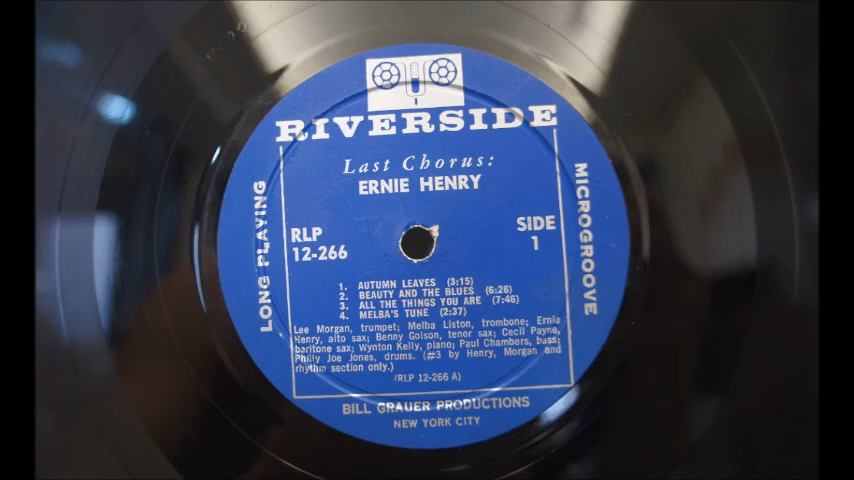 RIVERSIDE
Last Chorus:
ERNIE HENRY
LONG PLAYING
MICROGROOVE
RLP
12-266
SIDE
1
1. AUTUMN LEAVES (3:15)
2. BEAUTY AND THE BLUES (6:26)
3. ALL THE THINGS YOU ARE (7:46)
4. MELBA'S TUNE (2:37)
Lee Morgan, trumpet; Melba Liston, trombone; Ernie
Henry, alto sax; Benny Golson, tenor sax; Cecil Payne,
baritone sax; Wynton Kelly, piano; Paul Chambers, bass;
Philly Joe Jones, drums. (#3 by Henry, Morgan and
rhythm section only.)
(RLP 12-266 A)
BILL GRAUER PRODUCTIONS
NEW YORK CITY